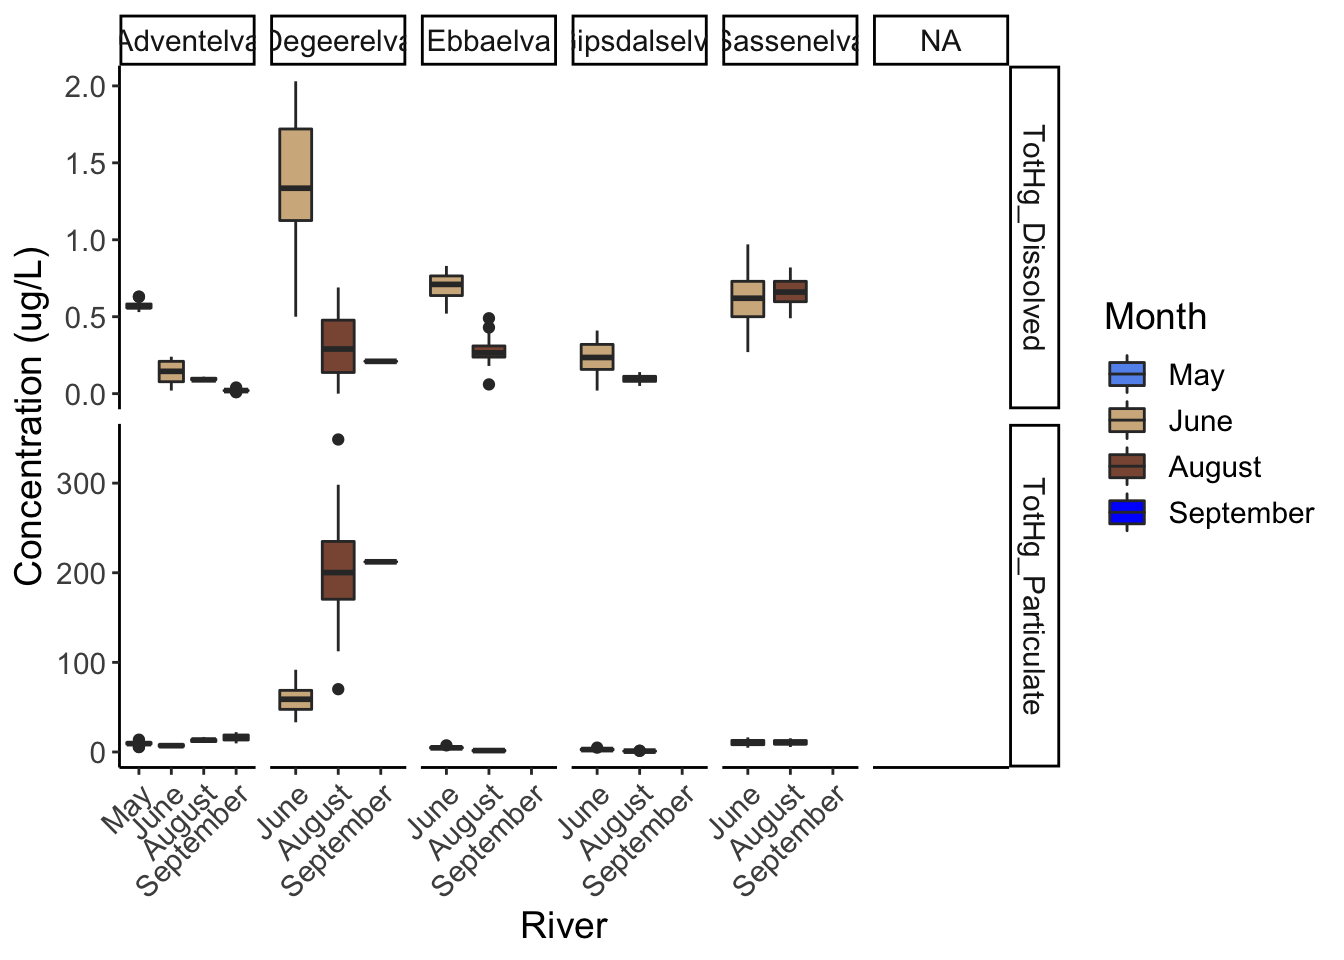 Adventelva Degeerelva Ebbaelva ipsdalselv Sassenelva NA
2.0
1.5
1.0
0.5
0.0
TotHg_Dissolved
300
200
100
0
TotHg_Particulate
Concentration (ug/L)
May June August September June August September June August September June August September June August September
River
Month
May
June
August
September